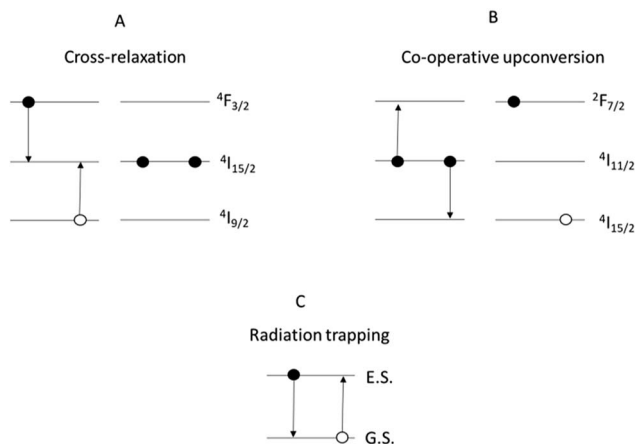 A
Cross-relaxation
⁴F₃/₂
⁴I₁₅/₂
⁴I₉/₂
B
Co-operative upconversion
²F₇/₂
⁴I₁₁/₂
⁴I₁₅/₂
C
Radiation trapping
E.S.
G.S.